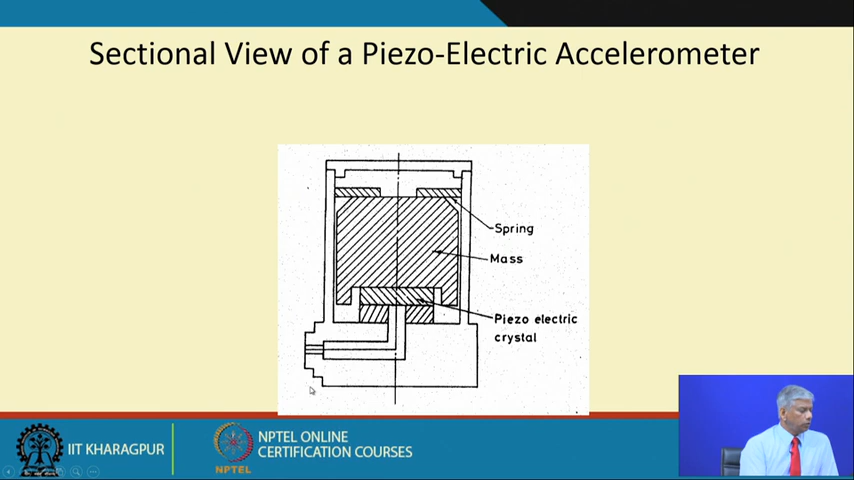 Sectional View of a Piezo-Electric Accelerometer
Spring
Mass
Piezo electric
crystal
IIT KHARAGPUR
NPTEL
NPTEL ONLINE
CERTIFICATION COURSES